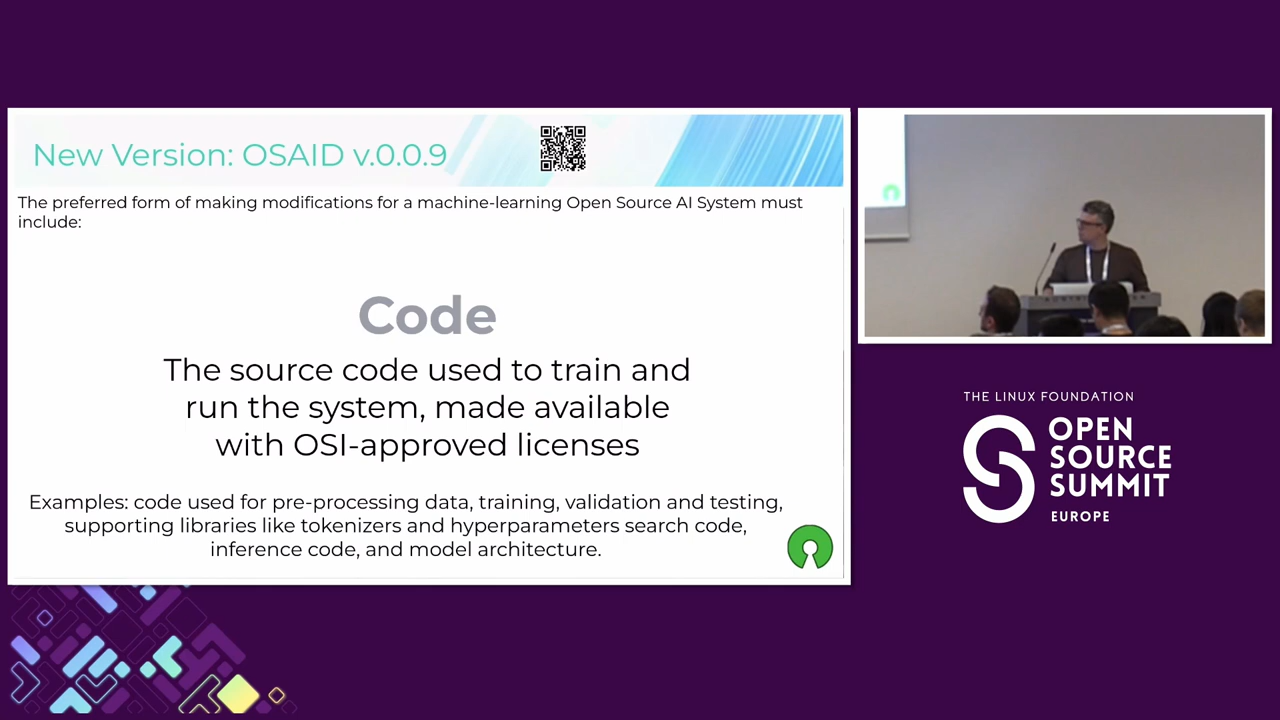 New Version: OSAID v.0.0.9
The preferred form of making modifications for a machine-learning Open Source AI System must
include:
Code
The source code used to train and
run the system, made available
with OSI-approved licenses
Examples: code used for pre-processing data, training, validation and testing,
supporting libraries like tokenizers and hyperparameters search code,
inference code, and model architecture.
THE LINUX FOUNDATION
OPEN
SOURCE
SUMMIT
EUROPE